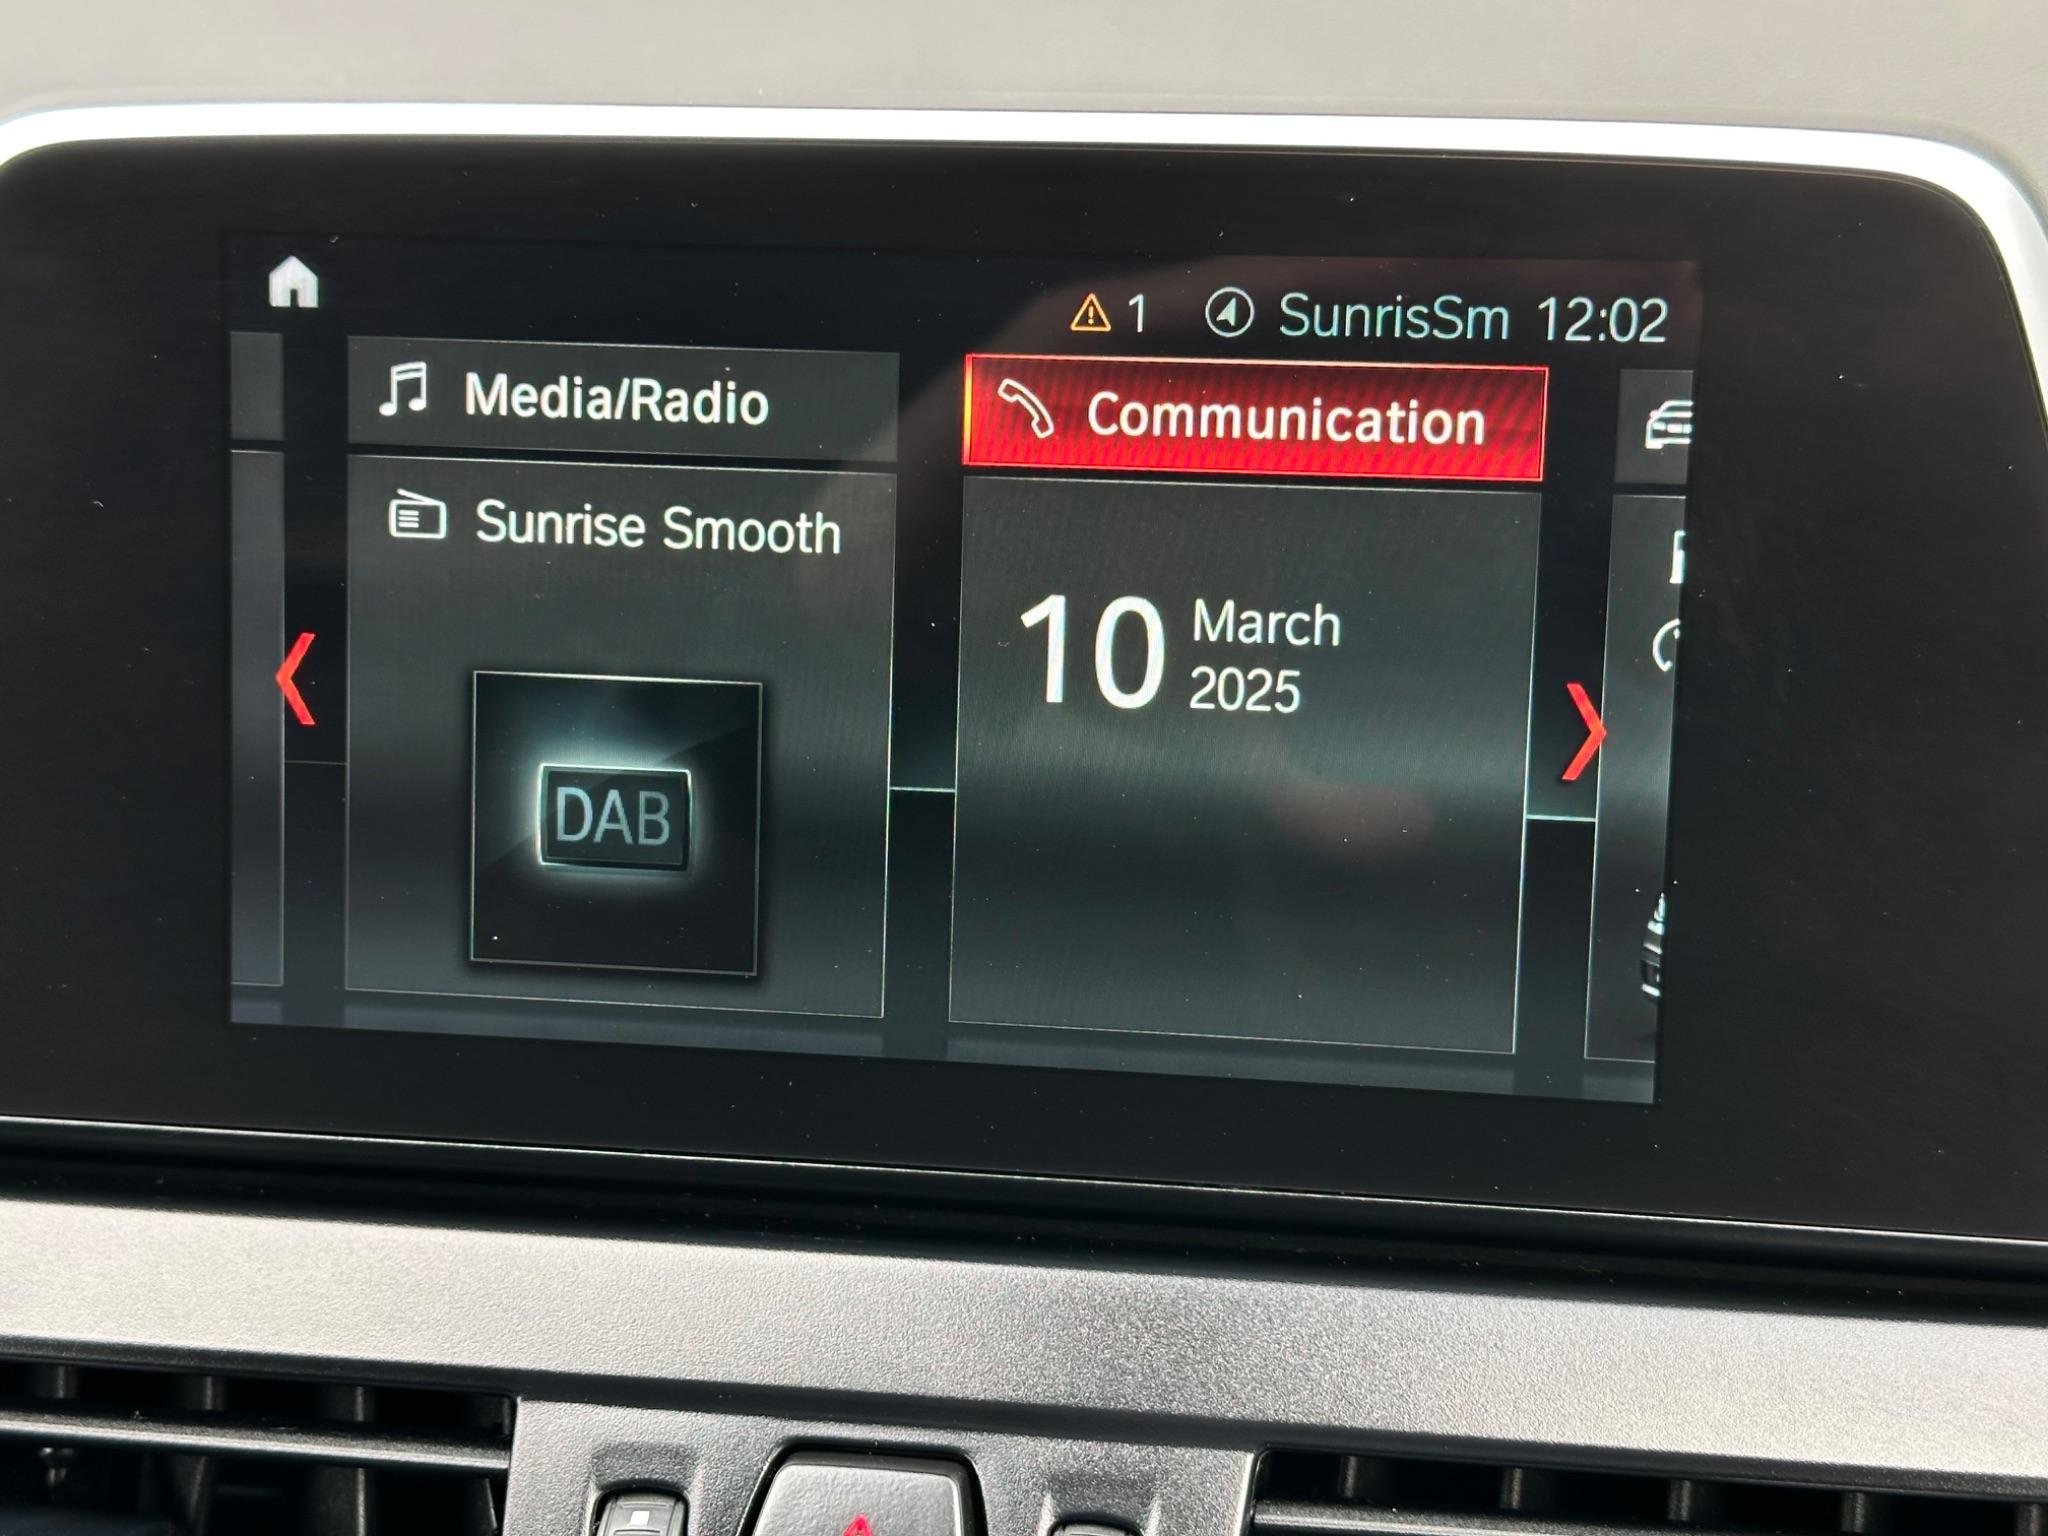 1 SunrisSm 12:02
Media/Radio
Communication
Sunrise Smooth
10 March
2025
DAB